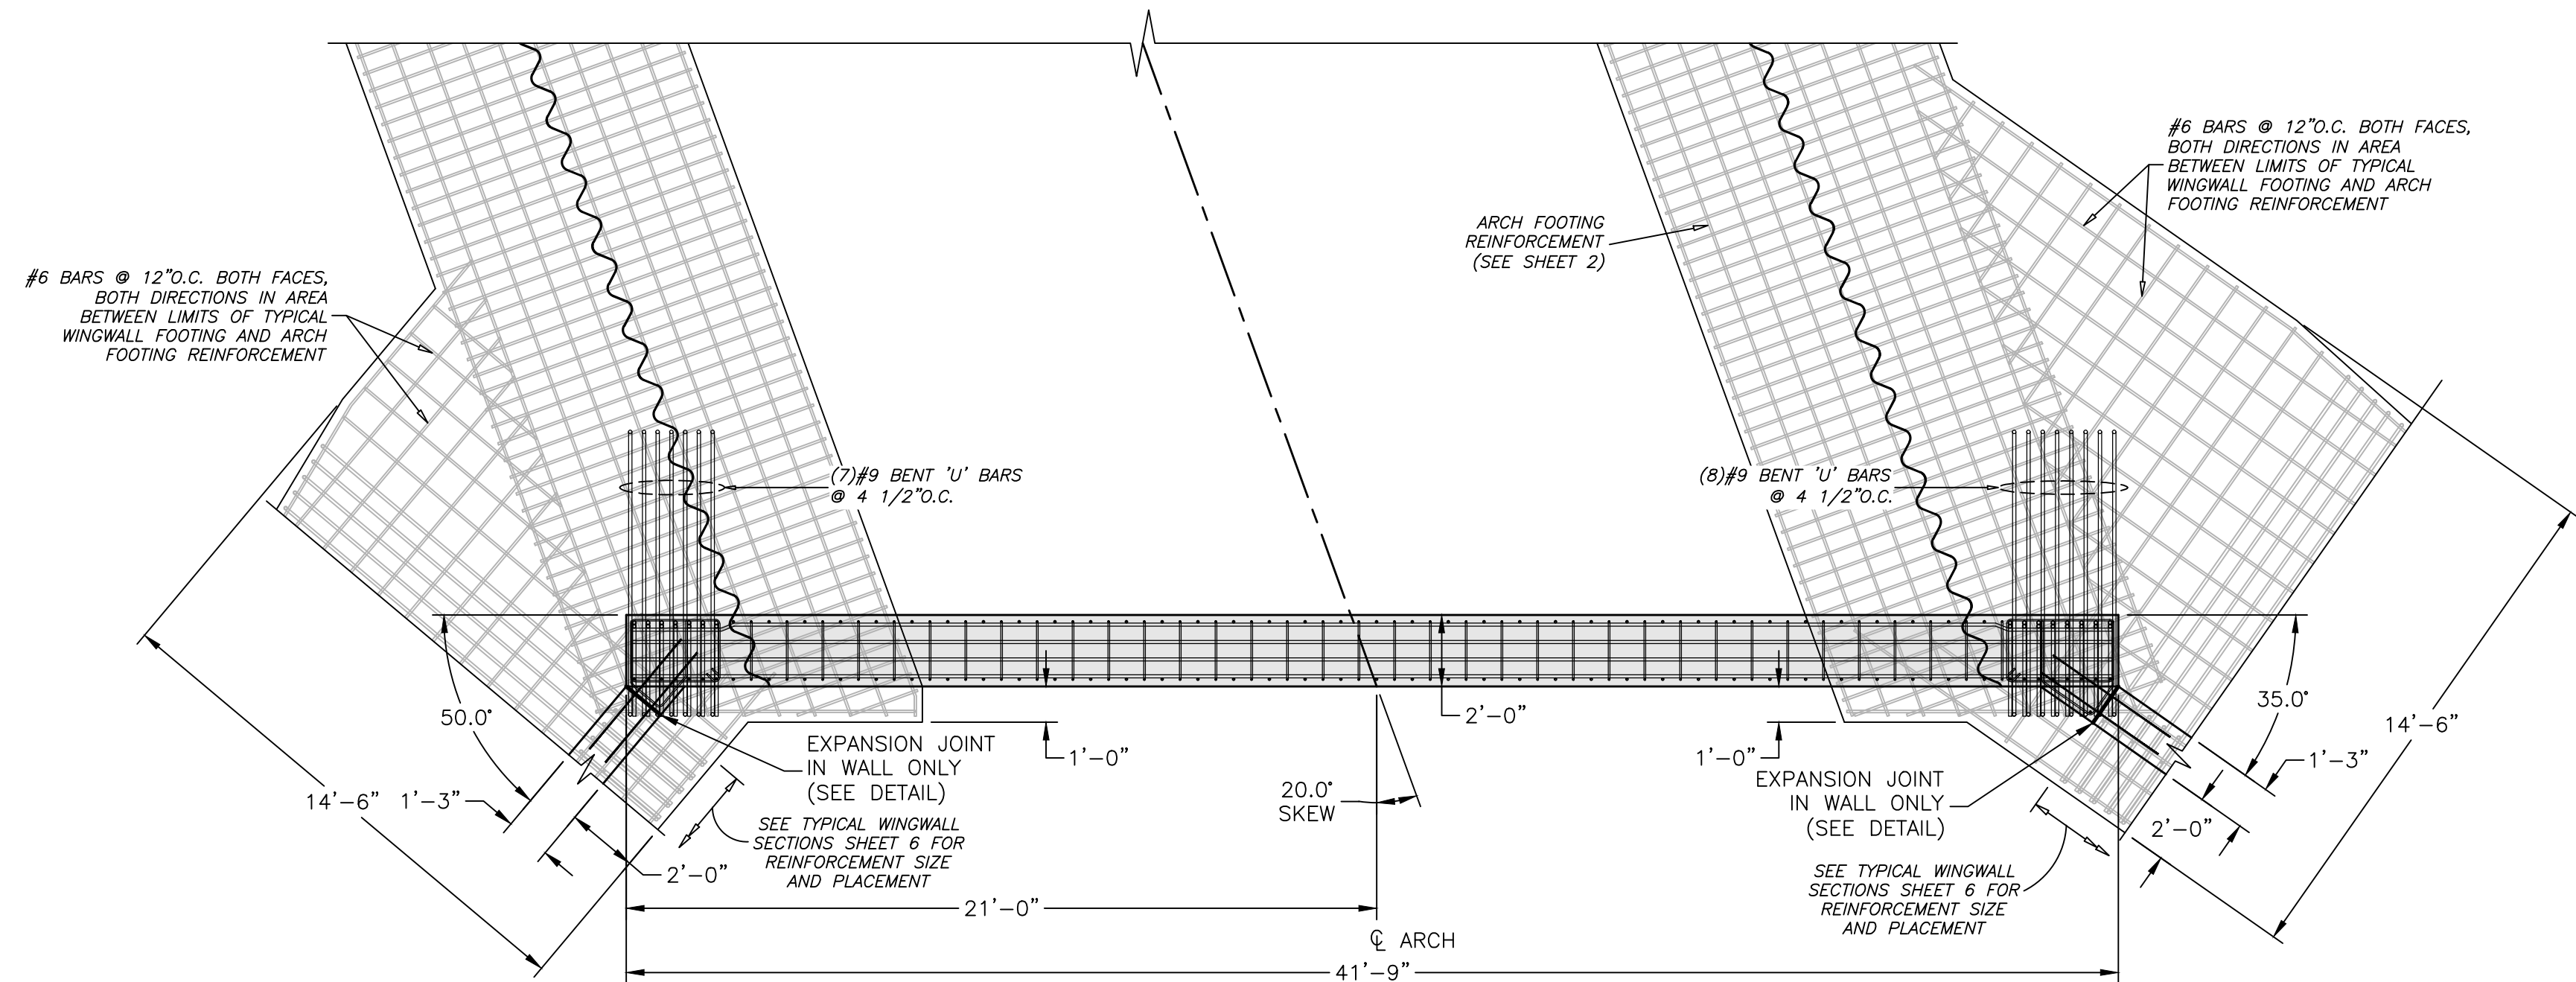 #6 BARS @ 12"O.C. BOTH FACES,
BOTH DIRECTIONS IN AREA
BETWEEN LIMITS OF TYPICAL
WINGWALL FOOTING AND ARCH
FOOTING REINFORCEMENT
ARCH FOOTING
REINFORCEMENT
(SEE SHEET 2)
#6 BARS @ 12"O.C. BOTH FACES,
BOTH DIRECTIONS IN AREA
BETWEEN LIMITS OF TYPICAL
WINGWALL FOOTING AND ARCH
FOOTING REINFORCEMENT
(7)#9 BENT 'U' BARS
@ 4 1/2"O.C.
(8)#9 BENT 'U' BARS
@ 4 1/2"O.C.
50.0°
35.0°
2'-0"
14'-6"
EXPANSION JOINT
IN WALL ONLY
(SEE DETAIL)
1'-0"
1'-0"
1'-3"
EXPANSION JOINT
IN WALL ONLY
(SEE DETAIL)
14'-6"
1'-3"
20.0°
SKEW
2'-0"
SEE TYPICAL WINGWALL
SECTIONS SHEET 6 FOR
REINFORCEMENT SIZE
AND PLACEMENT
2'-0"
SEE TYPICAL WINGWALL
SECTIONS SHEET 6 FOR
REINFORCEMENT SIZE
AND PLACEMENT
21'-0"
℄ ARCH
41'-9"